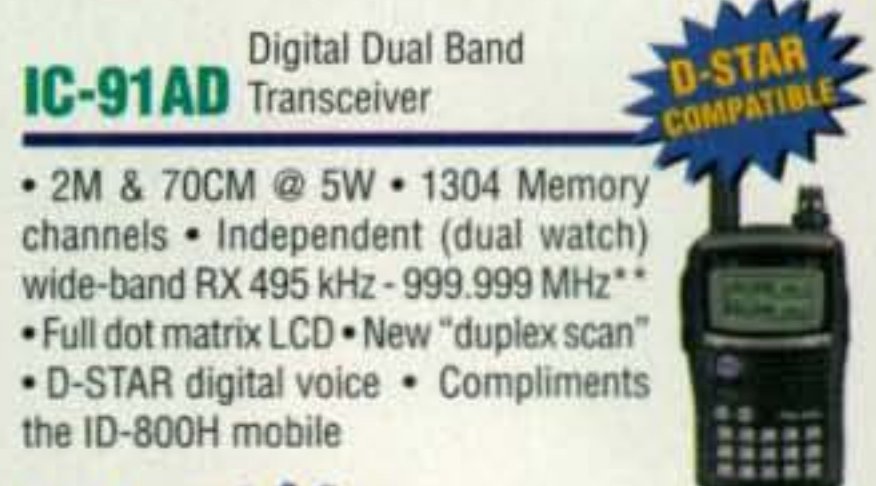 IC-91AD Digital Dual Band
Transceiver
D-STAR
COMPATIBLE
• 2M & 70CM @ 5W • 1304 Memory
channels • Independent (dual watch)
wide-band RX 495 kHz - 999.999 MHz**
• Full dot matrix LCD • New "duplex scan"
• D-STAR digital voice • Compliments
the ID-800H mobile